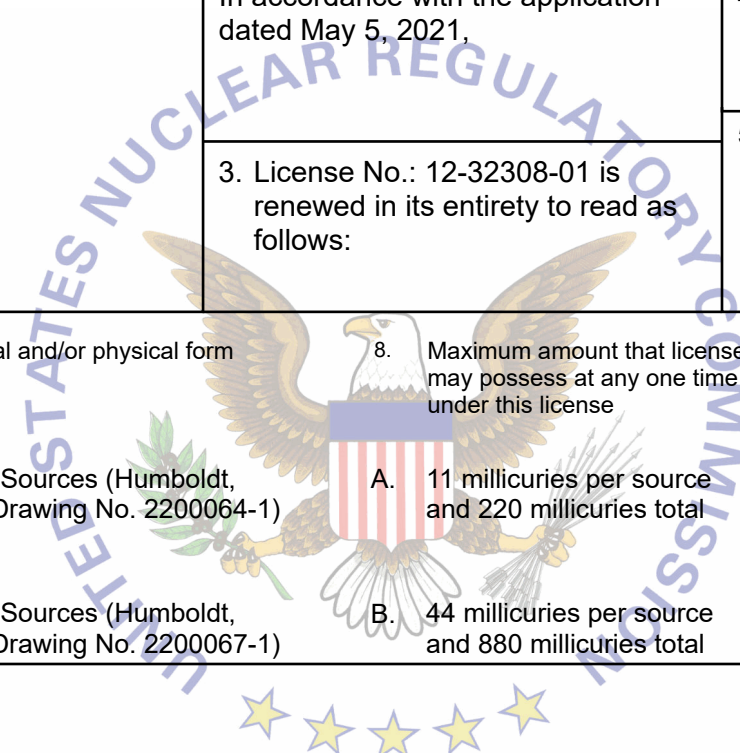 In accordance with the application
dated May 5, 2021,
3. License No.: 12-32308-01 is
renewed in its entirety to read as
follows:
and/or physical form
8. Maximum amount that
may possess at any one time
under this license
Sources (Humboldt,
Drawing No. 2200064-1)
A. 11 millicuries per source
and 220 millicuries total
Sources (Humboldt,
Drawing No. 2200067-1)
B. 44 millicuries per source
and 880 millicuries total
UNITED STATES NUCLEAR REGULATORY COMMISSION